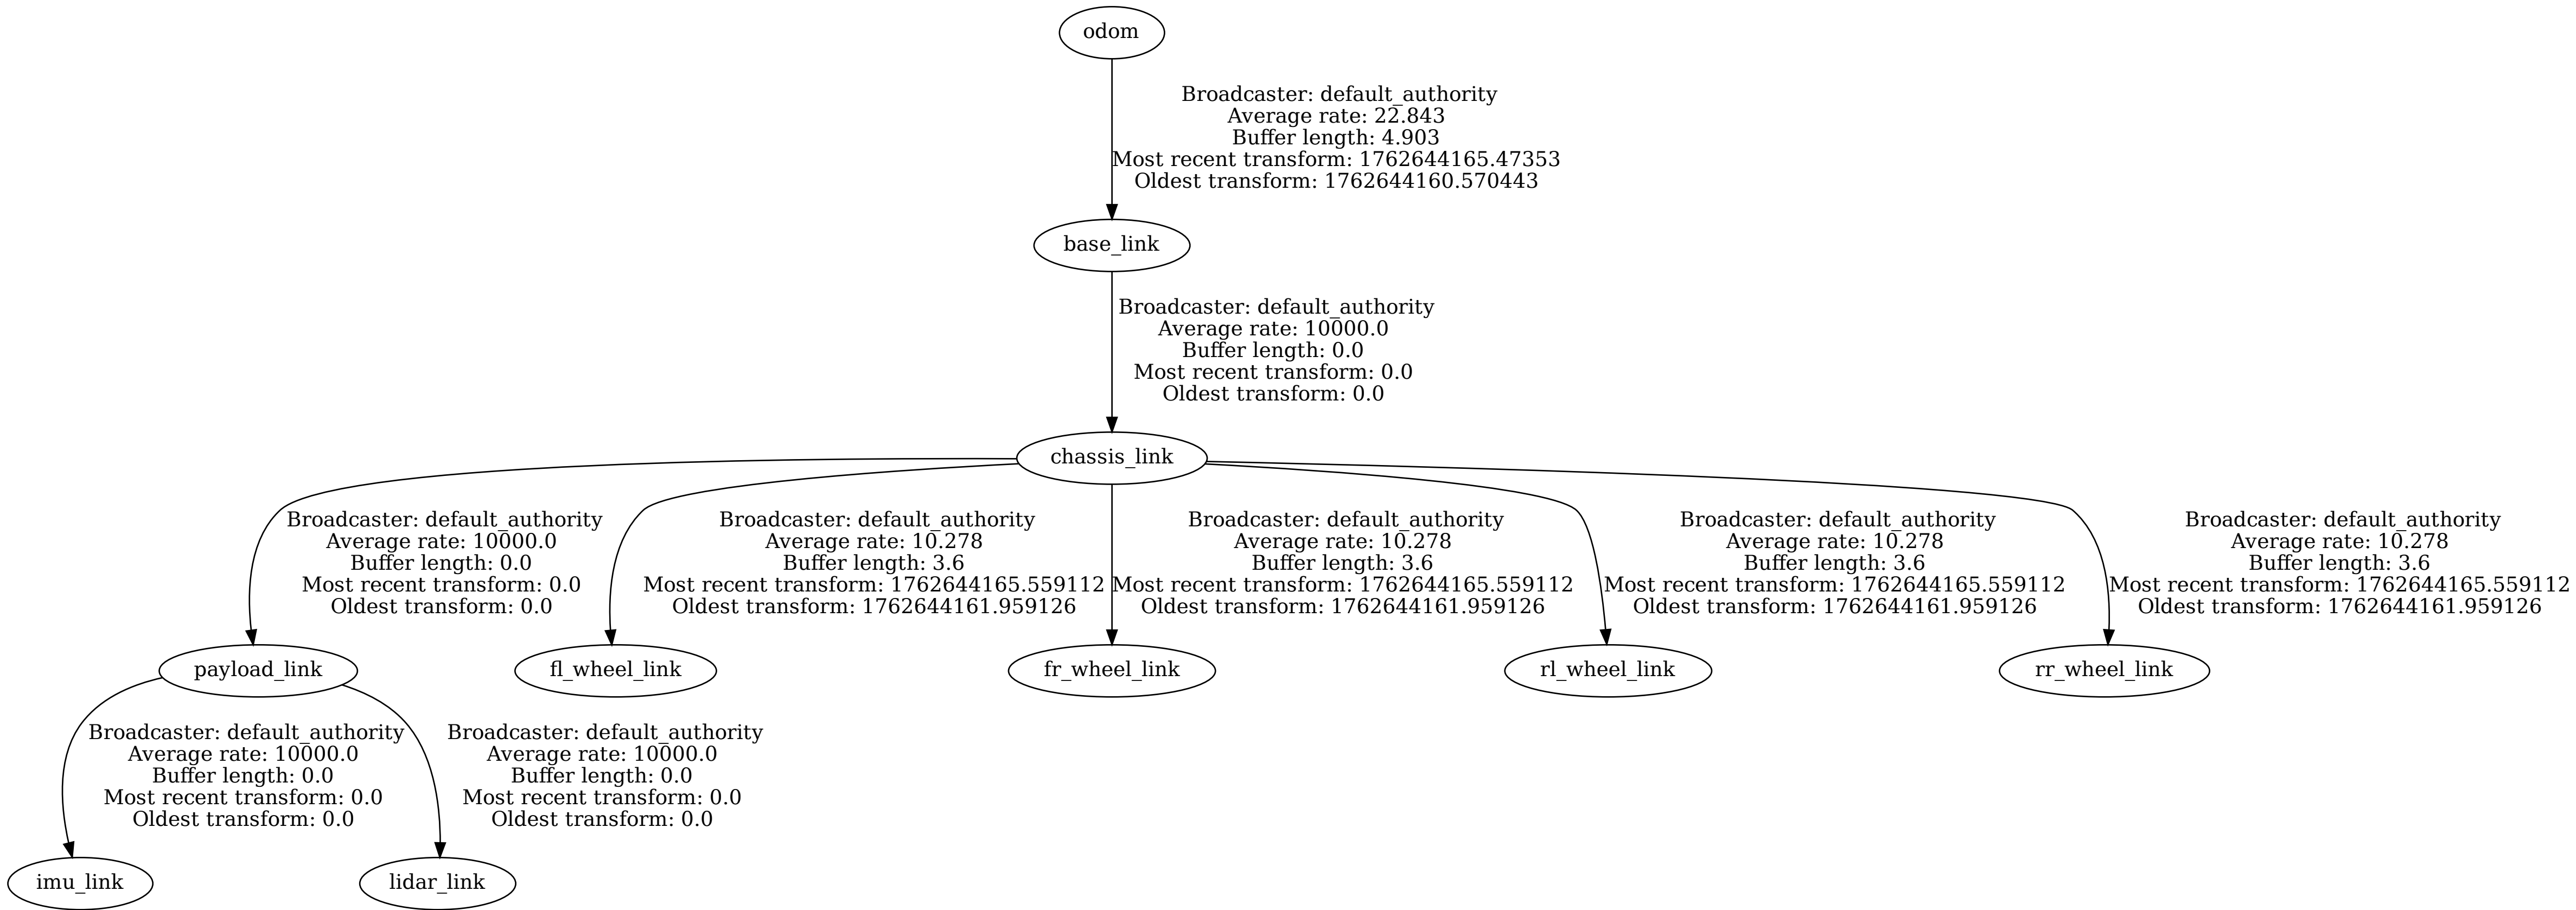 odom
Broadcaster: default_authority
Average rate: 22.843
Buffer length: 4.903
Most recent transform: 1762644165.47353
Oldest transform: 1762644160.570443
base_link
Broadcaster: default_authority
Average rate: 10000.0
Buffer length: 0.0
Most recent transform: 0.0
Oldest transform: 0.0
chassis_link
Broadcaster: default_authority
Average rate: 10000.0
Buffer length: 0.0
Most recent transform: 0.0
Oldest transform: 0.0
Broadcaster: default_authority
Average rate: 10.278
Buffer length: 3.6
Most recent transform: 1762644165.559112
Oldest transform: 1762644161.959126
Broadcaster: default_authority
Average rate: 10.278
Buffer length: 3.6
Most recent transform: 1762644165.559112
Oldest transform: 1762644161.959126
Broadcaster: default_authority
Average rate: 10.278
Buffer length: 3.6
Most recent transform: 1762644165.559112
Oldest transform: 1762644161.959126
Broadcaster: default_authority
Average rate: 10.278
Buffer length: 3.6
Most recent transform: 1762644165.559112
Oldest transform: 1762644161.959126
payload_link
fl_wheel_link
fr_wheel_link
rl_wheel_link
rr_wheel_link
Broadcaster: default_authority
Average rate: 10000.0
Buffer length: 0.0
Most recent transform: 0.0
Oldest transform: 0.0
Broadcaster: default_authority
Average rate: 10000.0
Buffer length: 0.0
Most recent transform: 0.0
Oldest transform: 0.0
imu_link
lidar_link